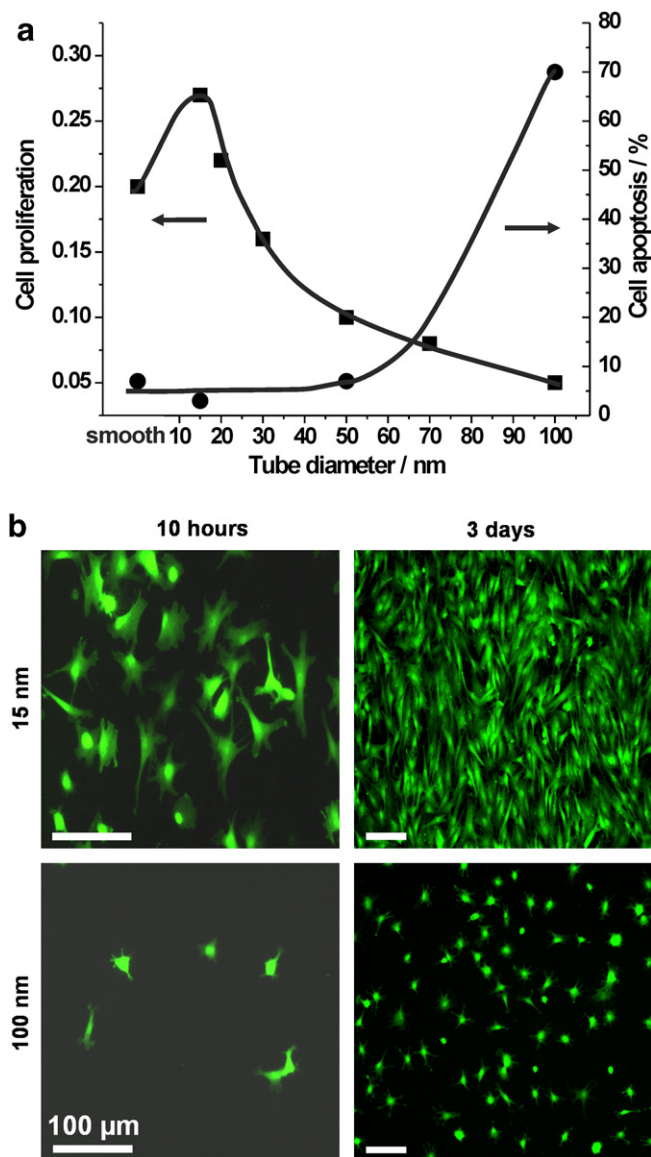 a
Cell proliferation
0.30
0.25
0.20
0.15
0.10
0.05
80
70
60
50
40
30
20
10
0
Cell apoptosis / %
smooth 10 20 30 40 50 60 70 80 90 100
Tube diameter / nm
b
10 hours
3 days
15 nm
100 nm
100 µm